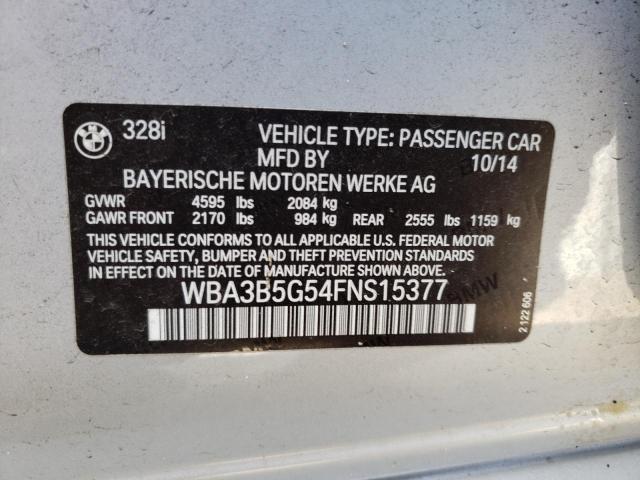 328i VEHICLE TYPE: PASSENGER CAR
MFD BY 10/14
BAYERISCHE MOTOREN WERKE AG
GVWR 4595 lbs 2084 kg
GAWR FRONT 2170 lbs 984 kg REAR 2555 lbs 1159 kg
THIS VEHICLE CONFORMS TO ALL APPLICABLE U.S. FEDERAL MOTOR
VEHICLE SAFETY, BUMPER AND THEFT PREVENTION STANDARDS
IN EFFECT ON THE DATE OF MANUFACTURE SHOWN ABOVE.
WBA3B5G54FNS15377
2 122 606
BMW